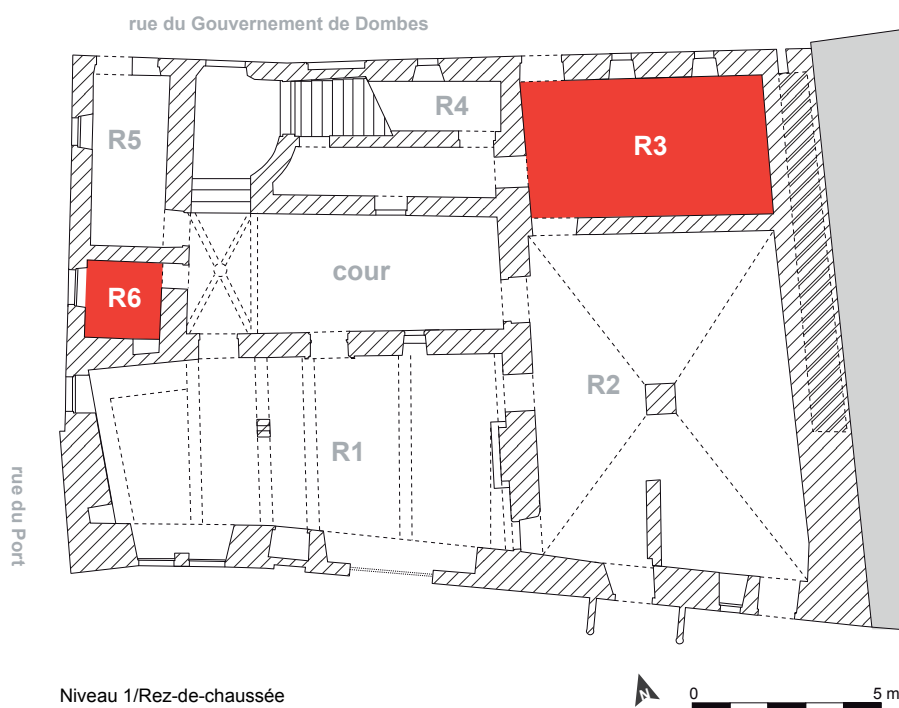 rue du Gouvernement de Dombes
R4
R5
R3
cour
R6
R2
R1
rue du Port
Niveau 1/Rez-de-chaussée
N
0 5 m